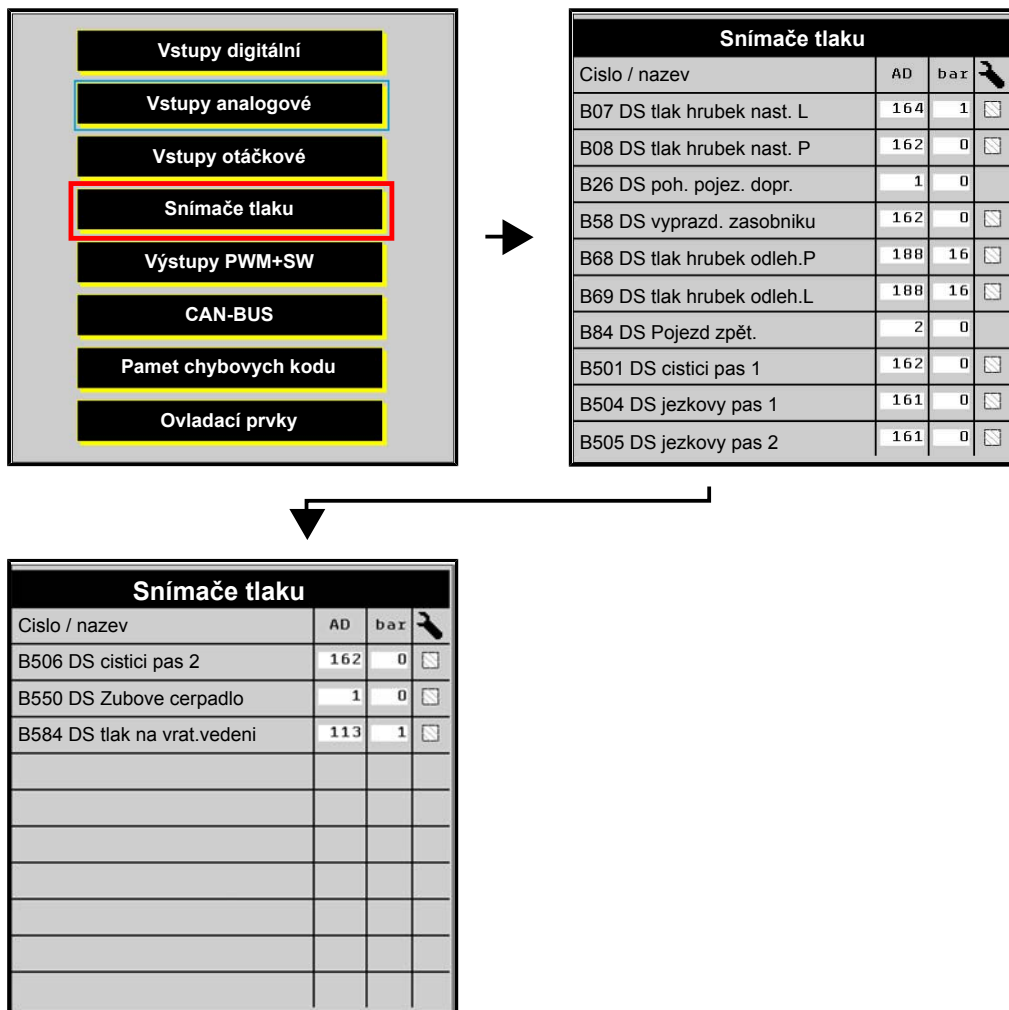 Vstupy digitální
Vstupy analogové
Vstupy otáčkové
Snímače tlaku
Výstupy PWM+SW
CAN-BUS
Pamet chybovych kodu
Ovladací prvky
Snímače tlaku
Cislo / nazev AD bar
B07 DS tlak hrubek nast. L 164 1
B08 DS tlak hrubek nast. P 162 0
B26 DS poh. pojez. dopr. 1 0
B58 DS vyprazd. zasobniku 162 0
B68 DS tlak hrubek odleh.P 188 16
B69 DS tlak hrubek odleh.L 188 16
B84 DS Pojezd zpět. 2 0
B501 DS cistici pas 1 162 0
B504 DS jezkovy pas 1 161 0
B505 DS jezkovy pas 2 161 0
Snímače tlaku
Cislo / nazev AD bar
B506 DS cistici pas 2 162 0
B550 DS Zubove cerpadlo 1 0
B584 DS tlak na vrat.vedeni 113 1